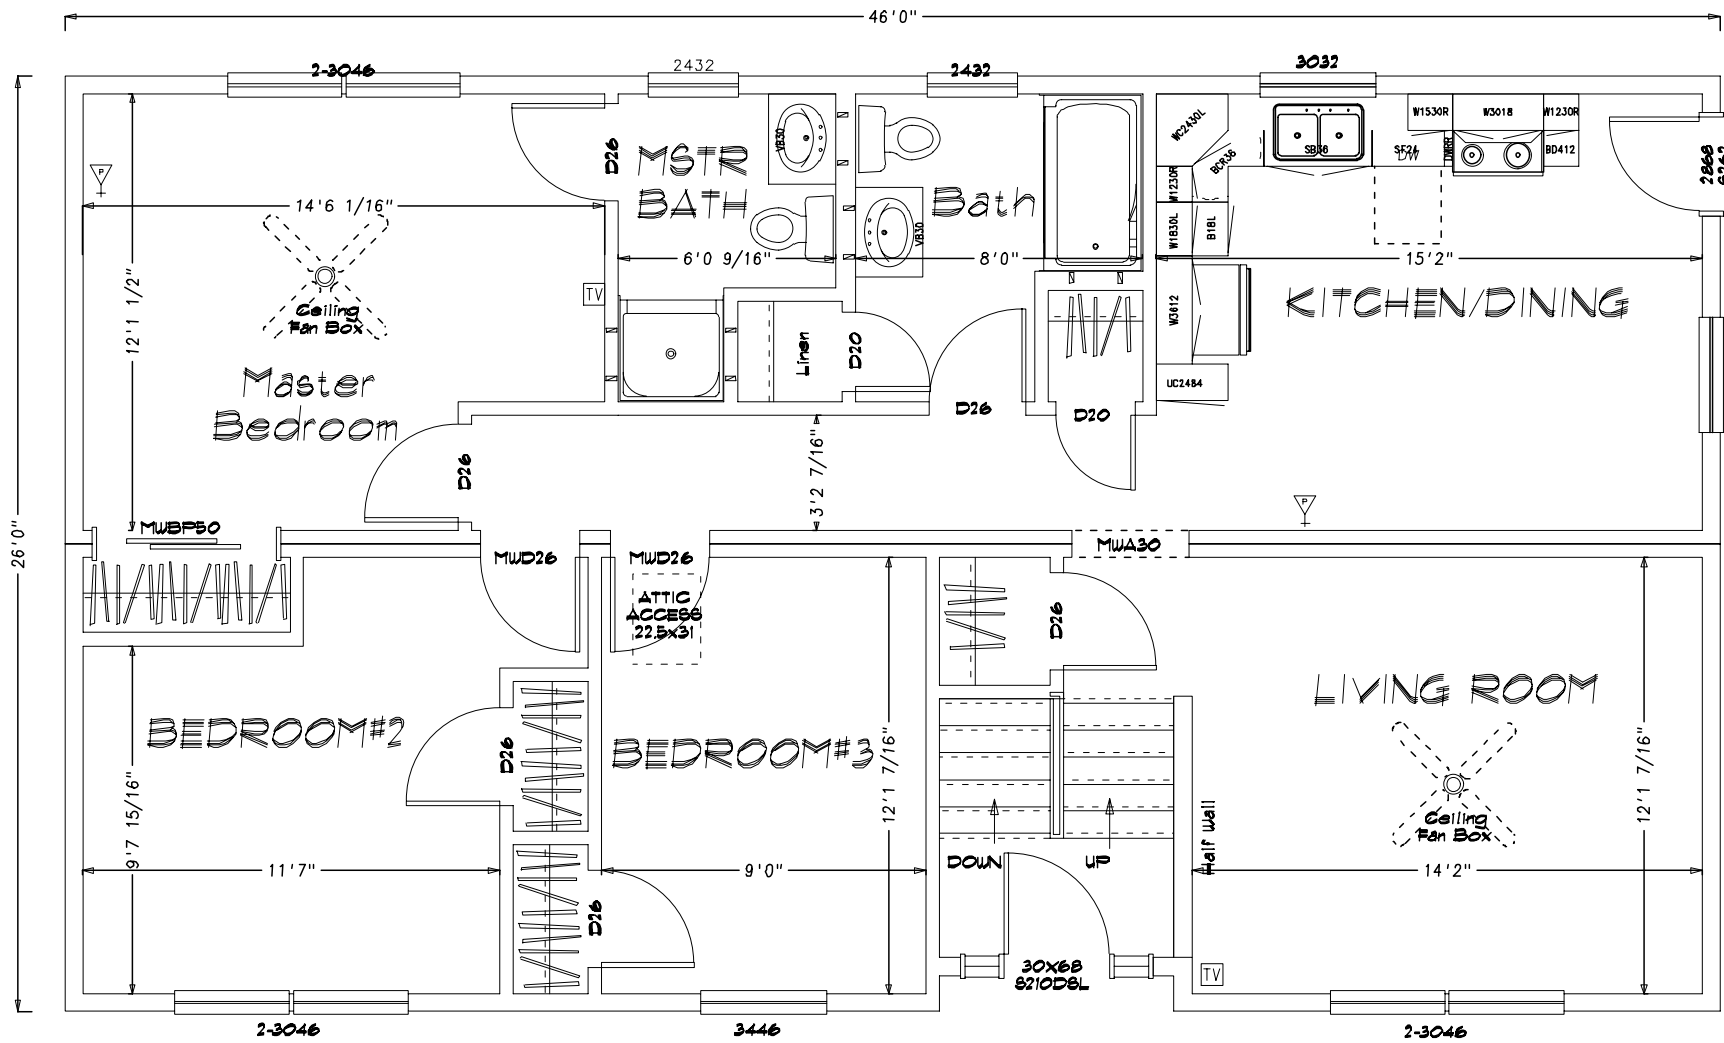 46'0"
2-3046
2432
2432
3032
W1530R
W3018
W1230R
WC2430L
BCR36
SB36
DW
BD412
2868
VB30
D26
MSTR
BATH
Bath
VB30
W1230R
W1830L
B18L
P
14'6 1/16"
6'0 9/16"
8'0"
15'2"
12'1 1/2"
TV
Ceiling
Fan Box
KITCHEN/DINING
W3612
Linen
D20
Master
Bedroom
UC2484
D26
D20
D26
3'2 7/16"
P
26'0"
MWBP50
MWD26
MWD26
MWA30
ATTIC
ACCESS
22.5x31
D26
LIVING ROOM
BEDROOM#2
BEDROOM#3
D26
12'1 7/16"
12'1 7/16"
9'7 15/16"
Ceiling
Fan Box
Half Wall
DOWN
UP
11'7"
9'0"
14'2"
D26
30X68
S210DSL
TV
2-3046
3446
2-3046